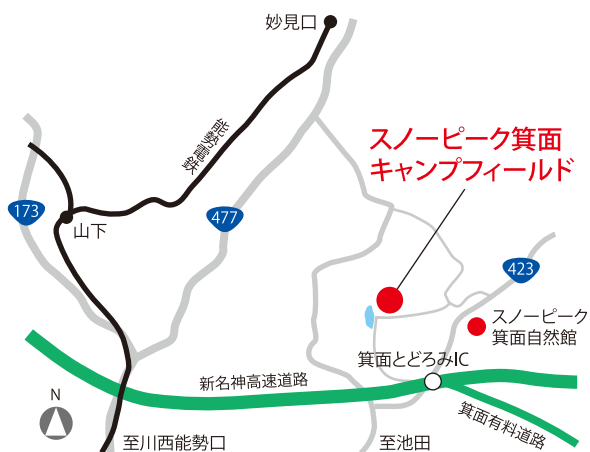 妙見口
能勢電鉄
スノーピーク箕面
キャンプフィールド
173
山下
477
423
スノーピーク
箕面自然館
箕面とどろみIC
新名神高速道路
箕面有料道路
N
至川西能勢口
至池田